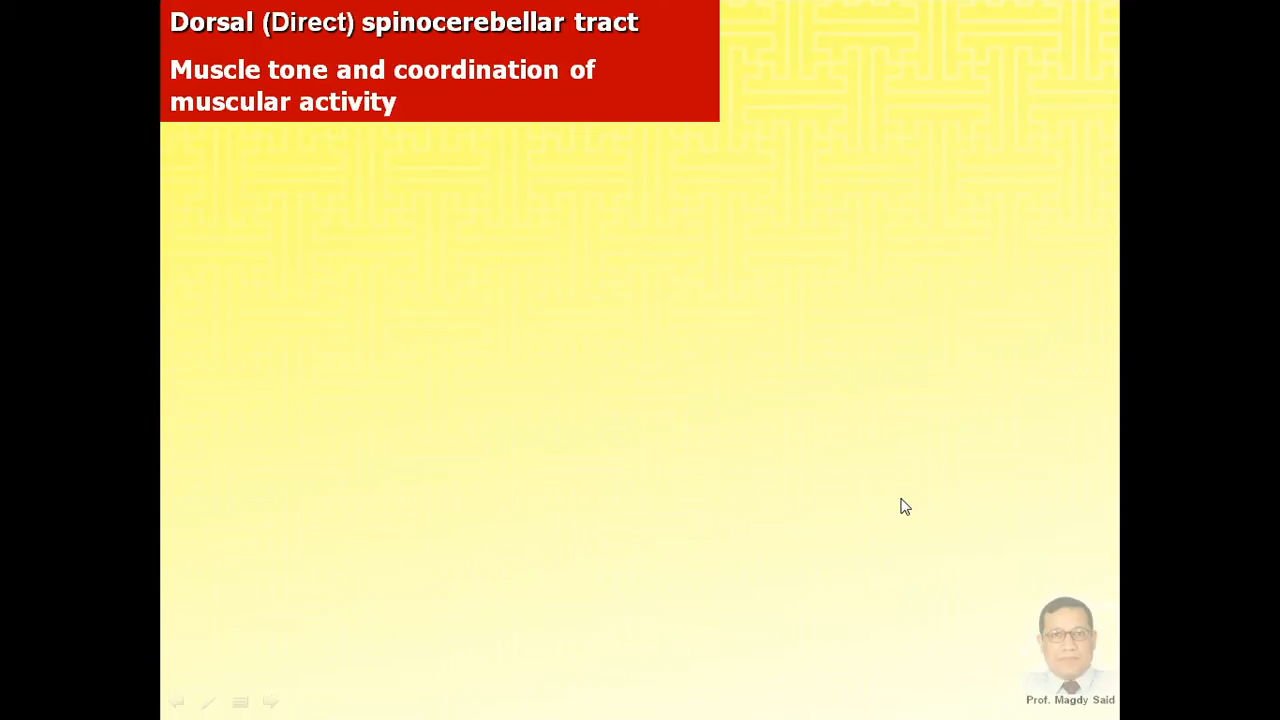 Dorsal (Direct) spinocerebellar tract
Muscle tone and coordination of
muscular activity
Prof. Magdy Said